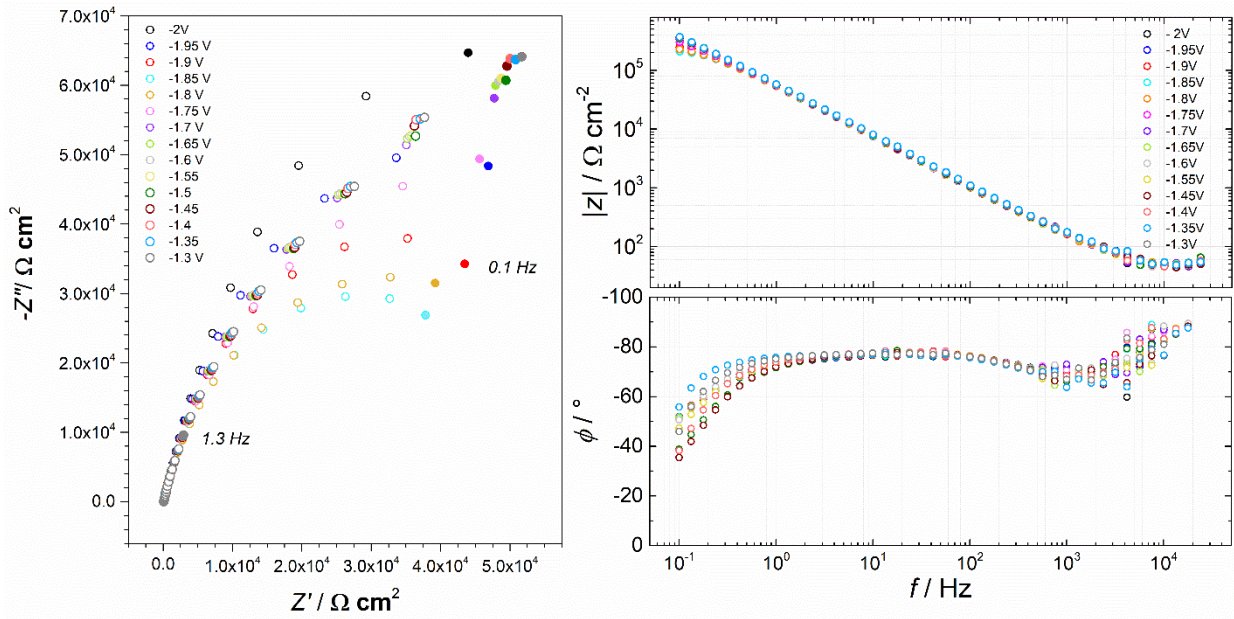 7.0x10⁴
6.0x10⁴
5.0x10⁴
4.0x10⁴
3.0x10⁴
2.0x10⁴
1.0x10⁴
0.0
-Z''/ Ω cm²
-2V
-1.95 V
-1.9 V
-1.85 V
-1.8 V
-1.75 V
-1.7 V
-1.65 V
-1.6 V
-1.55
-1.5
-1.45
-1.4
-1.35
-1.3 V
0.1 Hz
1.3 Hz
0.0
1.0x10⁴
2.0x10⁴
3.0x10⁴
4.0x10⁴
5.0x10⁴
Z' / Ω cm²
10⁵
10⁴
10³
10²
|z| / Ω cm⁻²
- 2V
-1.95V
-1.9V
-1.85V
-1.8V
-1.75V
-1.7V
-1.65V
-1.6V
-1.55V
-1.45V
-1.4V
-1.35V
-1.3V
-100
-80
-60
-40
-20
0
ϕ / °
10⁻¹
10⁰
10¹
10²
10³
10⁴
f / Hz